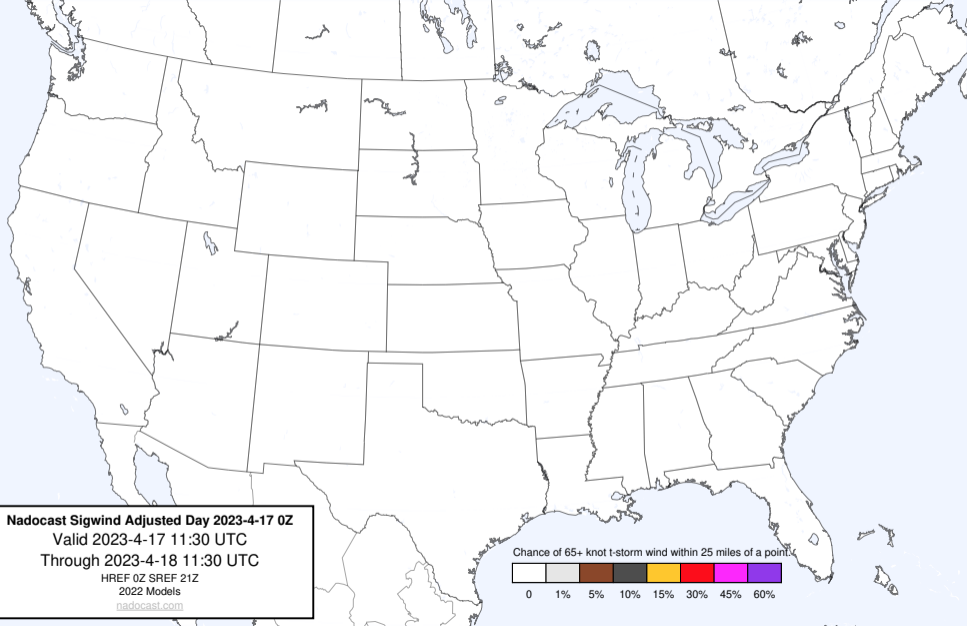 Nadocast Sigwind Adjusted Day 2023-4-17 0Z
Valid 2023-4-17 11:30 UTC
Through 2023-4-18 11:30 UTC
HREF 0Z SREF 21Z
2022 Models
nadocast.com
Chance of 65+ knot t-storm wind within 25 miles of a point.
0 1% 5% 10% 15% 30% 45% 60%